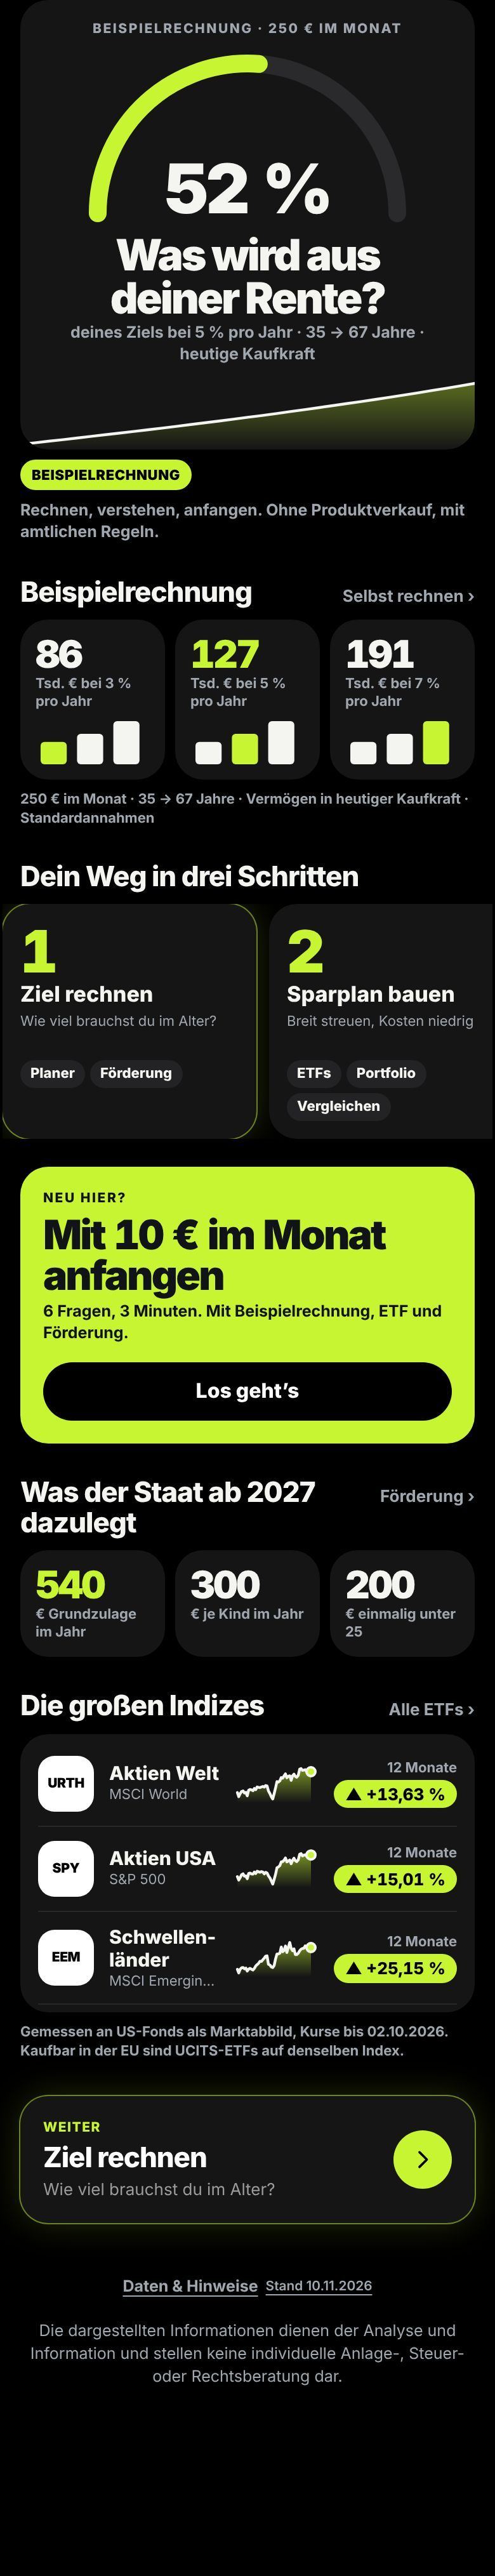 BEISPIELRECHNUNG · 250 € IM MONAT
52 %
Was wird aus
deiner Rente?
deines Ziels bei 5 % pro Jahr · 35 → 67 Jahre ·
heutige Kaufkraft
BEISPIELRECHNUNG
Rechnen, verstehen, anfangen. Ohne Produktverkauf, mit
amtlichen Regeln.
Beispielrechnung
Selbst rechnen ›
86
Tsd. € bei 3 %
pro Jahr
127
Tsd. € bei 5 %
pro Jahr
191
Tsd. € bei 7 %
pro Jahr
250 € im Monat · 35 → 67 Jahre · Vermögen in heutiger Kaufkraft ·
Standardannahmen
Dein Weg in drei Schritten
1
Ziel rechnen
Wie viel brauchst du im Alter?
Planer
Förderung
2
Sparplan bauen
Breit streuen, Kosten niedrig
ETFs
Portfolio
Vergleichen
NEU HIER?
Mit 10 € im Monat
anfangen
6 Fragen, 3 Minuten. Mit Beispielrechnung, ETF und
Förderung.
Los geht’s
Was der Staat ab 2027
dazulegt
Förderung ›
540
€ Grundzulage
im Jahr
300
€ je Kind im Jahr
200
€ einmalig unter
25
Die großen Indizes
Alle ETFs ›
URTH
Aktien Welt
MSCI World
12 Monate
▲ +13,63 %
SPY
Aktien USA
S&P 500
12 Monate
▲ +15,01 %
EEM
Schwellen-
länder
MSCI Emergin...
12 Monate
▲ +25,15 %
Gemessen an US-Fonds als Marktabbild, Kurse bis 02.10.2026.
Kaufbar in der EU sind UCITS-ETFs auf denselben Index.
WEITER
Ziel rechnen
Wie viel brauchst du im Alter?
Daten & Hinweise
Stand 10.11.2026
Die dargestellten Informationen dienen der Analyse und
Information und stellen keine individuelle Anlage-, Steuer-
oder Rechtsberatung dar.